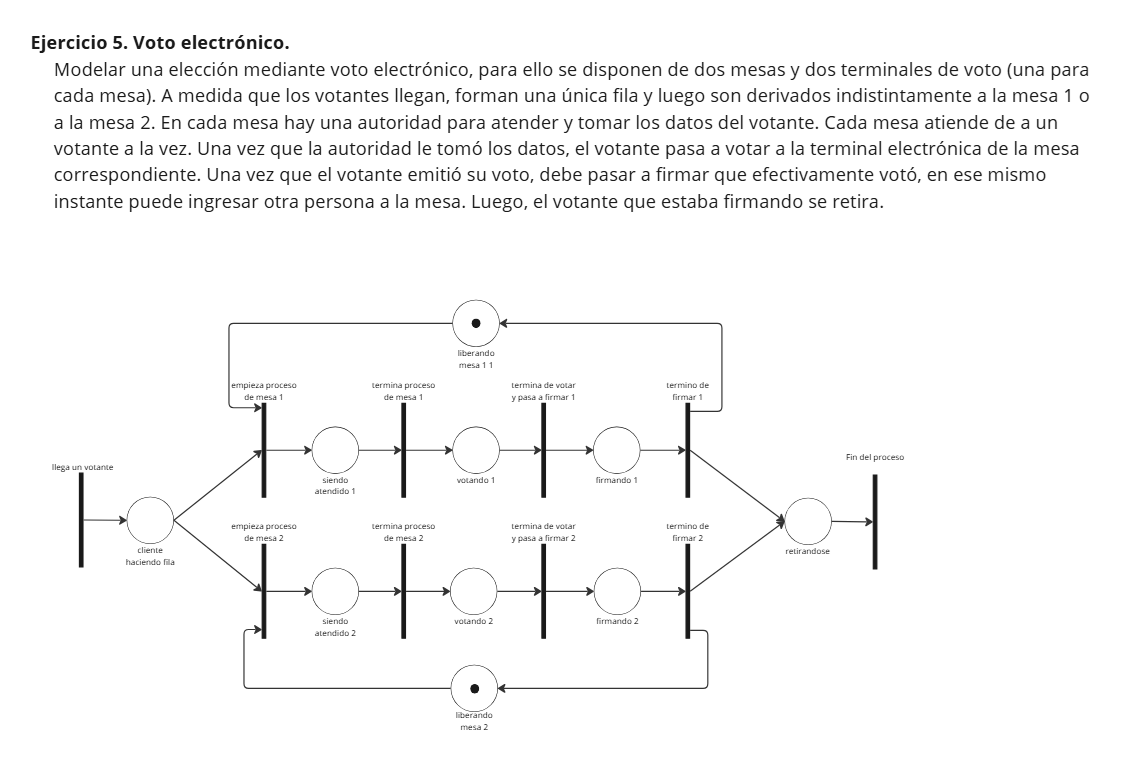 Ejercicio 5. Voto electrónico.
Modelar una elección mediante voto electrónico, para ello se disponen de dos mesas y dos terminales de voto (una para
cada mesa). A medida que los votantes llegan, forman una única fila y luego son derivados indistintamente a la mesa 1 o
a la mesa 2. En cada mesa hay una autoridad para atender y tomar los datos del votante. Cada mesa atiende de a un
votante a la vez. Una vez que la autoridad le tomó los datos, el votante pasa a votar a la terminal electrónica de la mesa
correspondiente. Una vez que el votante emitió su voto, debe pasar a firmar que efectivamente votó, en ese mismo
instante puede ingresar otra persona a la mesa. Luego, el votante que estaba firmando se retira.
liberando
mesa 1 1
empieza proceso
de mesa 1
termina proceso
de mesa 1
termina de votar
y pasa a firmar 1
termino de
firmar 1
siendo
atendido 1
votando 1
firmando 1
llega un votante
cliente
haciendo fila
Fin del proceso
retirandose
empieza proceso
de mesa 2
termina proceso
de mesa 2
termina de votar
y pasa a firmar 2
termino de
firmar 2
siendo
atendido 2
votando 2
firmando 2
liberando
mesa 2